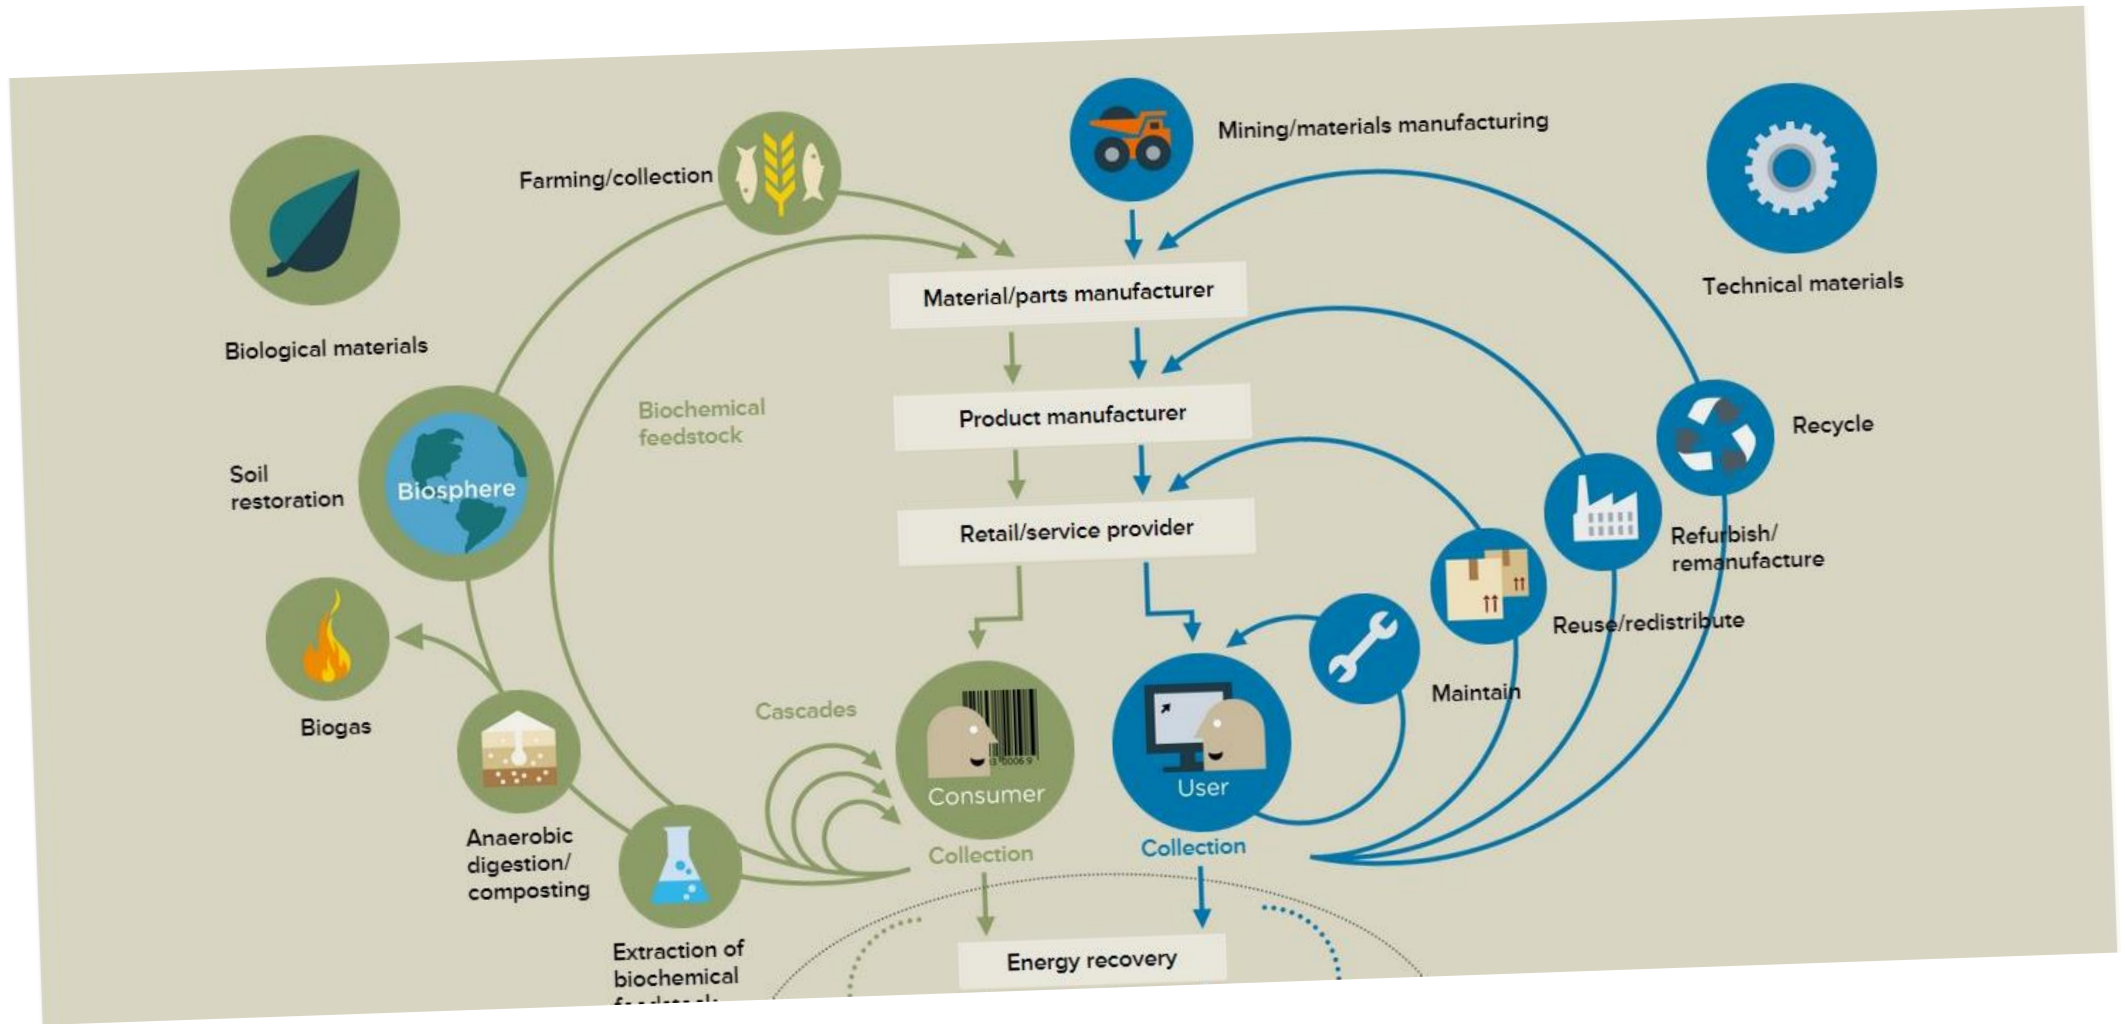 Mining/materials manufacturing
Farming/collection
Technical materials
Material/parts manufacturer
Biological materials
Biochemical
feedstock
Product manufacturer
Recycle
Soil
restoration
Biosphere
Retail/service provider
Refurbish/
remanufacture
Reuse/redistribute
Biogas
Maintain
Cascades
Consumer
User
Anaerobic
digestion/
composting
Collection
Collection
Extraction of
biochemical
Energy recovery